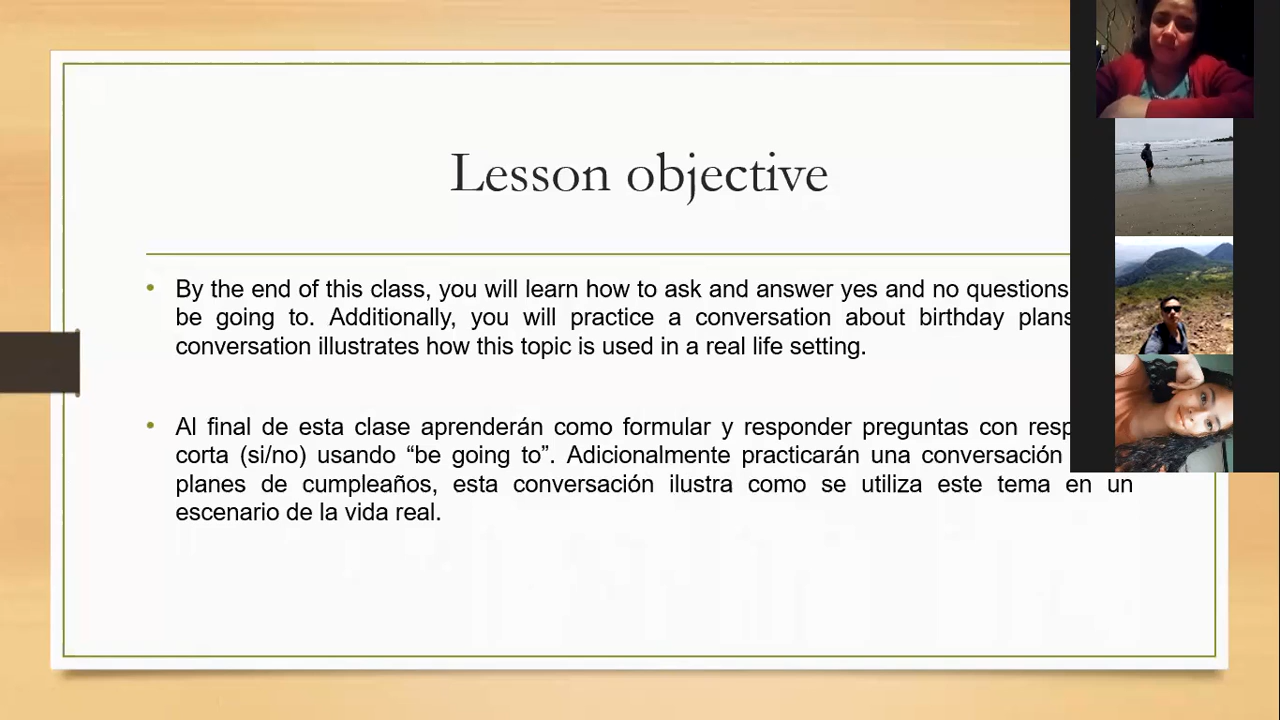 Lesson objective
• By the end of this class, you will learn how to ask and answer yes and no questions
be going to. Additionally, you will practice a conversation about birthday plans
conversation illustrates how this topic is used in a real life setting.
• Al final de esta clase aprenderán como formular y responder preguntas con
corta (si/no) usando “be going to”. Adicionalmente practicarán una conversación
planes de cumpleaños, esta conversación ilustra como se utiliza este tema en un
escenario de la vida real.